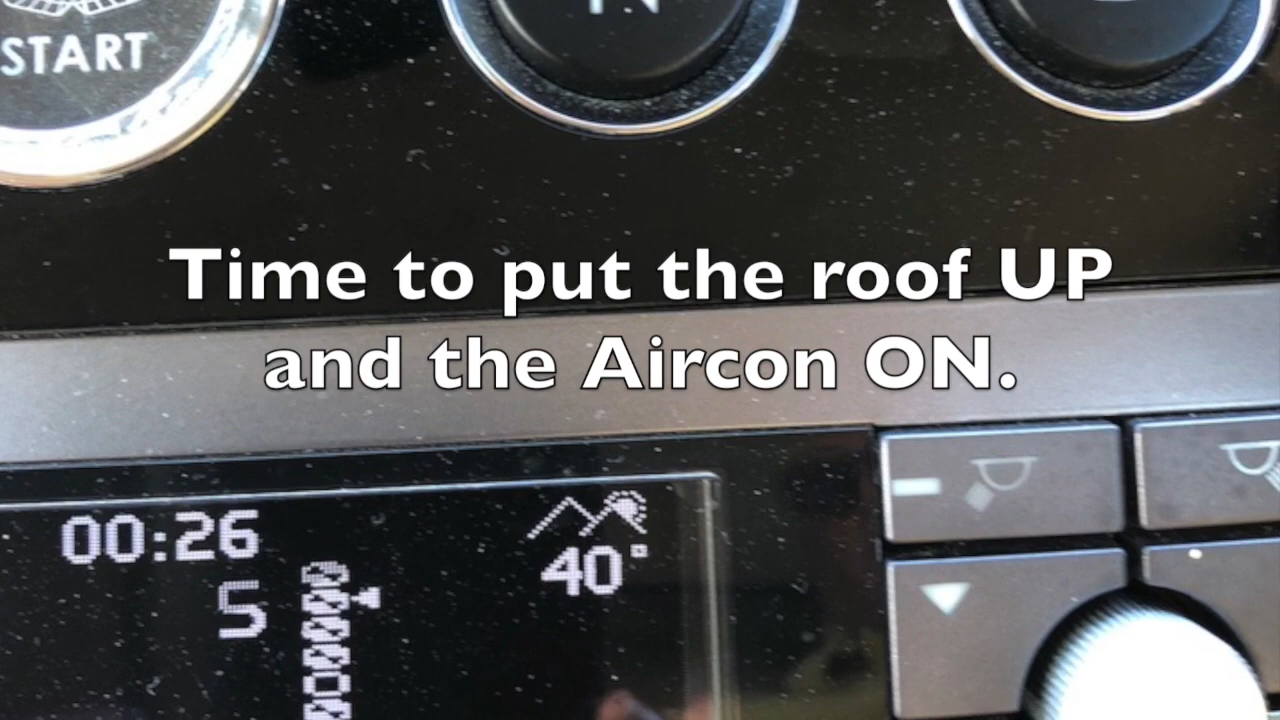 START
Time to put the roof UP
and the Aircon ON.
00:26
40°
5